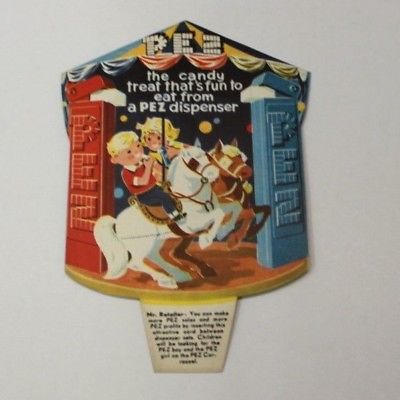 PEZ
the candy
treat that's fun to
eat from
a PEZ dispenser
PEZ
PEZ
Mr. Retailer- You can make
more PEZ sales and more
PEZ profits by inserting this
attractive card between
dispenser sets. Children
will be looking for the
PEZ boy and the PEZ
girl on the PEZ Car-
rousel.